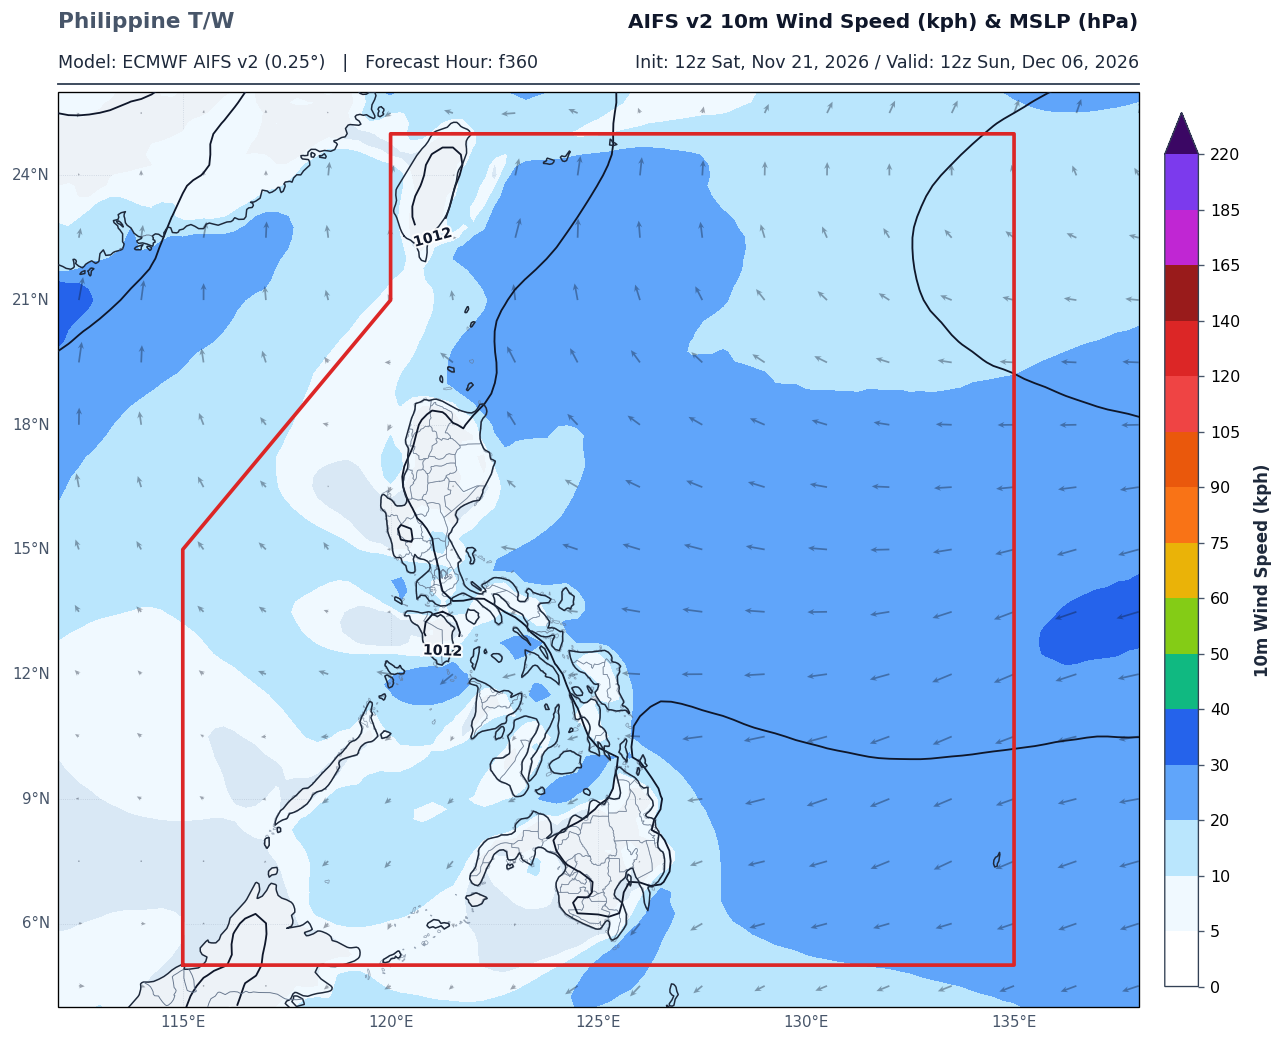 Philippine T/W
AIFS v2 10m Wind Speed (kph) & MSLP (hPa)
Model: ECMWF AIFS v2 (0.25°) | Forecast Hour: f360
Init: 12z Sat, Nov 21, 2026 / Valid: 12z Sun, Dec 06, 2026
24°N
21°N
18°N
15°N
12°N
9°N
6°N
115°E
120°E
125°E
130°E
135°E
1012
1012
220
185
165
140
120
105
90
75
60
50
40
30
20
10
5
0
10m Wind Speed (kph)